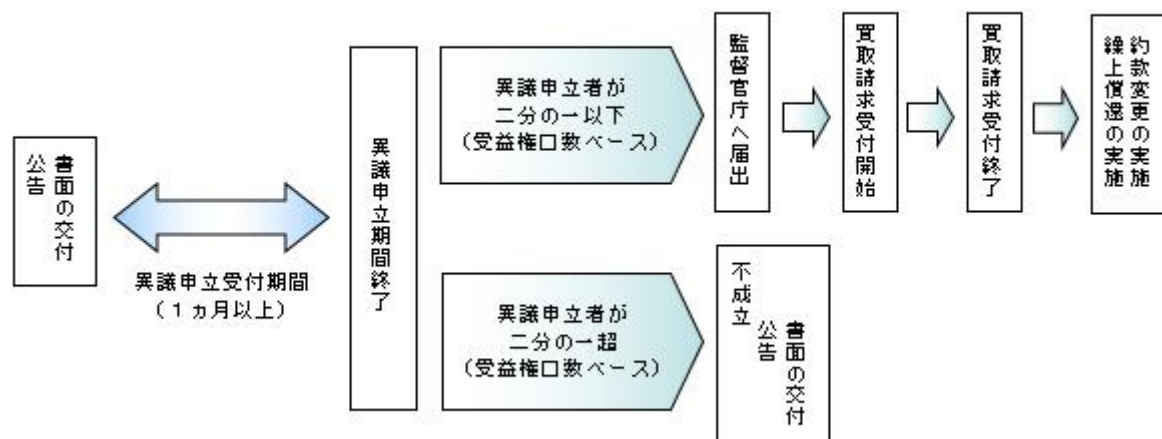 書面の交付
公告
異議申立受付期間
(1ヵ月以上)
異議申立期間終了
異議申立者が
二分の一以下
(受益権口数ベース)
監督官庁へ届出
買取請求受付開始
買取請求受付終了
約款変更の実施
繰上償還の実施
異議申立者が
二分の一超
(受益権口数ベース)
不成立
書面の交付
公告